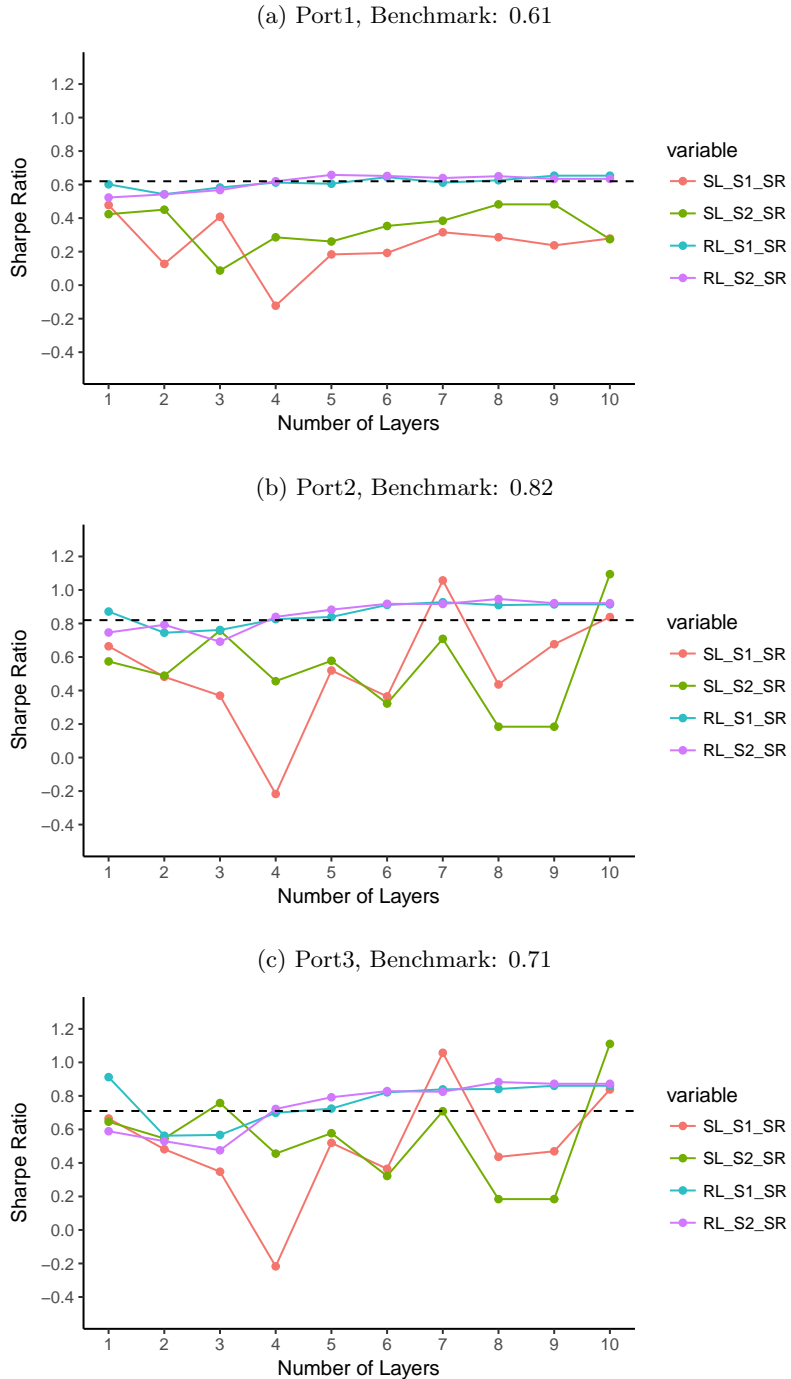 (a) Port1, Benchmark: 0.61
1.2
1.0
0.8
0.6
0.4
0.2
0.0
−0.2
−0.4
Sharpe Ratio
1 2 3 4 5 6 7 8 9 10
Number of Layers
variable
SL_S1_SR
SL_S2_SR
RL_S1_SR
RL_S2_SR
(b) Port2, Benchmark: 0.82
1.2
1.0
0.8
0.6
0.4
0.2
0.0
−0.2
−0.4
Sharpe Ratio
1 2 3 4 5 6 7 8 9 10
Number of Layers
variable
SL_S1_SR
SL_S2_SR
RL_S1_SR
RL_S2_SR
(c) Port3, Benchmark: 0.71
1.2
1.0
0.8
0.6
0.4
0.2
0.0
−0.2
−0.4
Sharpe Ratio
1 2 3 4 5 6 7 8 9 10
Number of Layers
variable
SL_S1_SR
SL_S2_SR
RL_S1_SR
RL_S2_SR